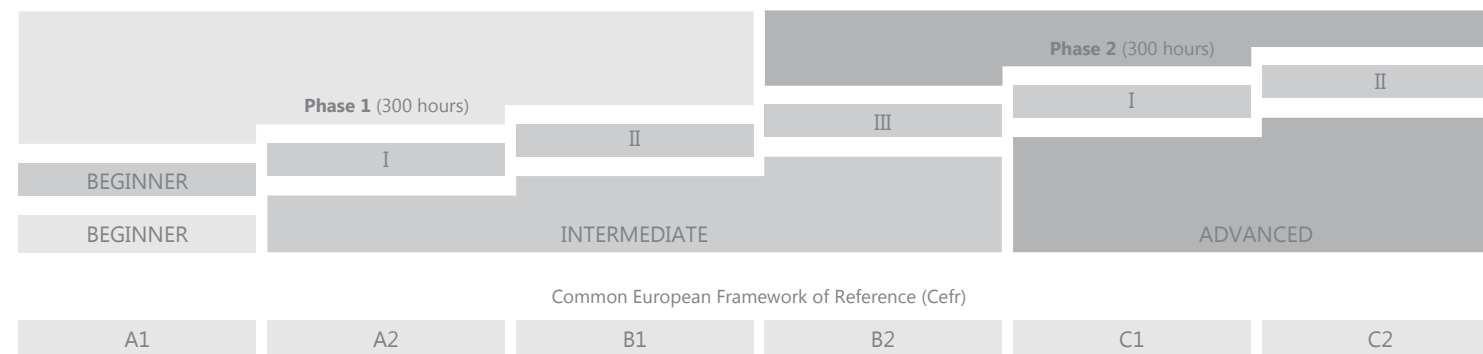 Phase 2 (300 hours)
II
I
Phase 1 (300 hours)
III
II
I
BEGINNER
BEGINNER
INTERMEDIATE
ADVANCED
Common European Framework of Reference (Cefr)
A1
A2
B1
B2
C1
C2